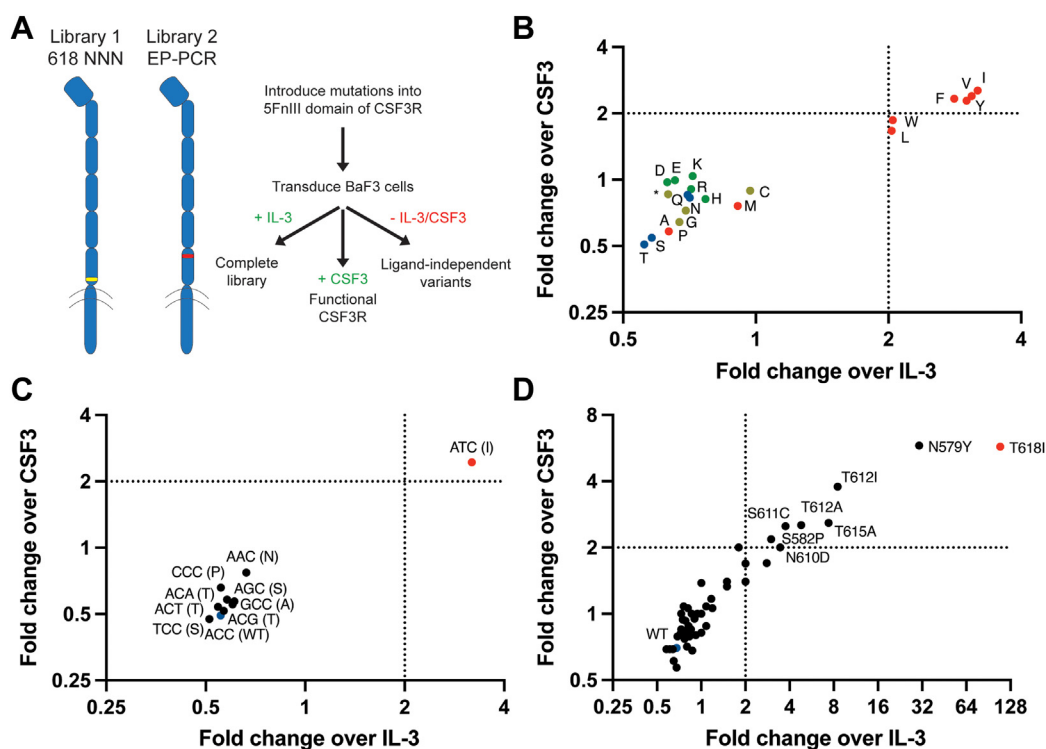 A
Library 1
618 NNN
Library 2
EP-PCR
Introduce mutations into
5FnIII domain of CSF3R
Transduce BaF3 cells
+ IL-3
- IL-3/CSF3
Complete
library
+ CSF3
Functional
CSF3R
Ligand-independent
variants
B
Fold change over CSF3
4
2
1
0.5
0.25
F
V
I
Y
W
L
D
E
K
*
Q
R
H
C
N
M
A
G
P
S
T
0.5
1
2
4
Fold change over IL-3
C
Fold change over CSF3
4
2
1
0.5
0.25
ATC (I)
AAC (N)
CCC (P)
AGC (S)
ACA (T)
GCC (A)
ACT (T)
ACG (T)
TCC (S)
ACC (WT)
0.25
0.5
1
2
4
Fold change over IL-3
D
Fold change over CSF3
8
4
2
1
0.5
N579Y
T618I
T612I
S611C
T612A
T615A
S582P
N610D
WT
0.25
0.5
1
2
4
8
16
32
64
128
Fold change over IL-3